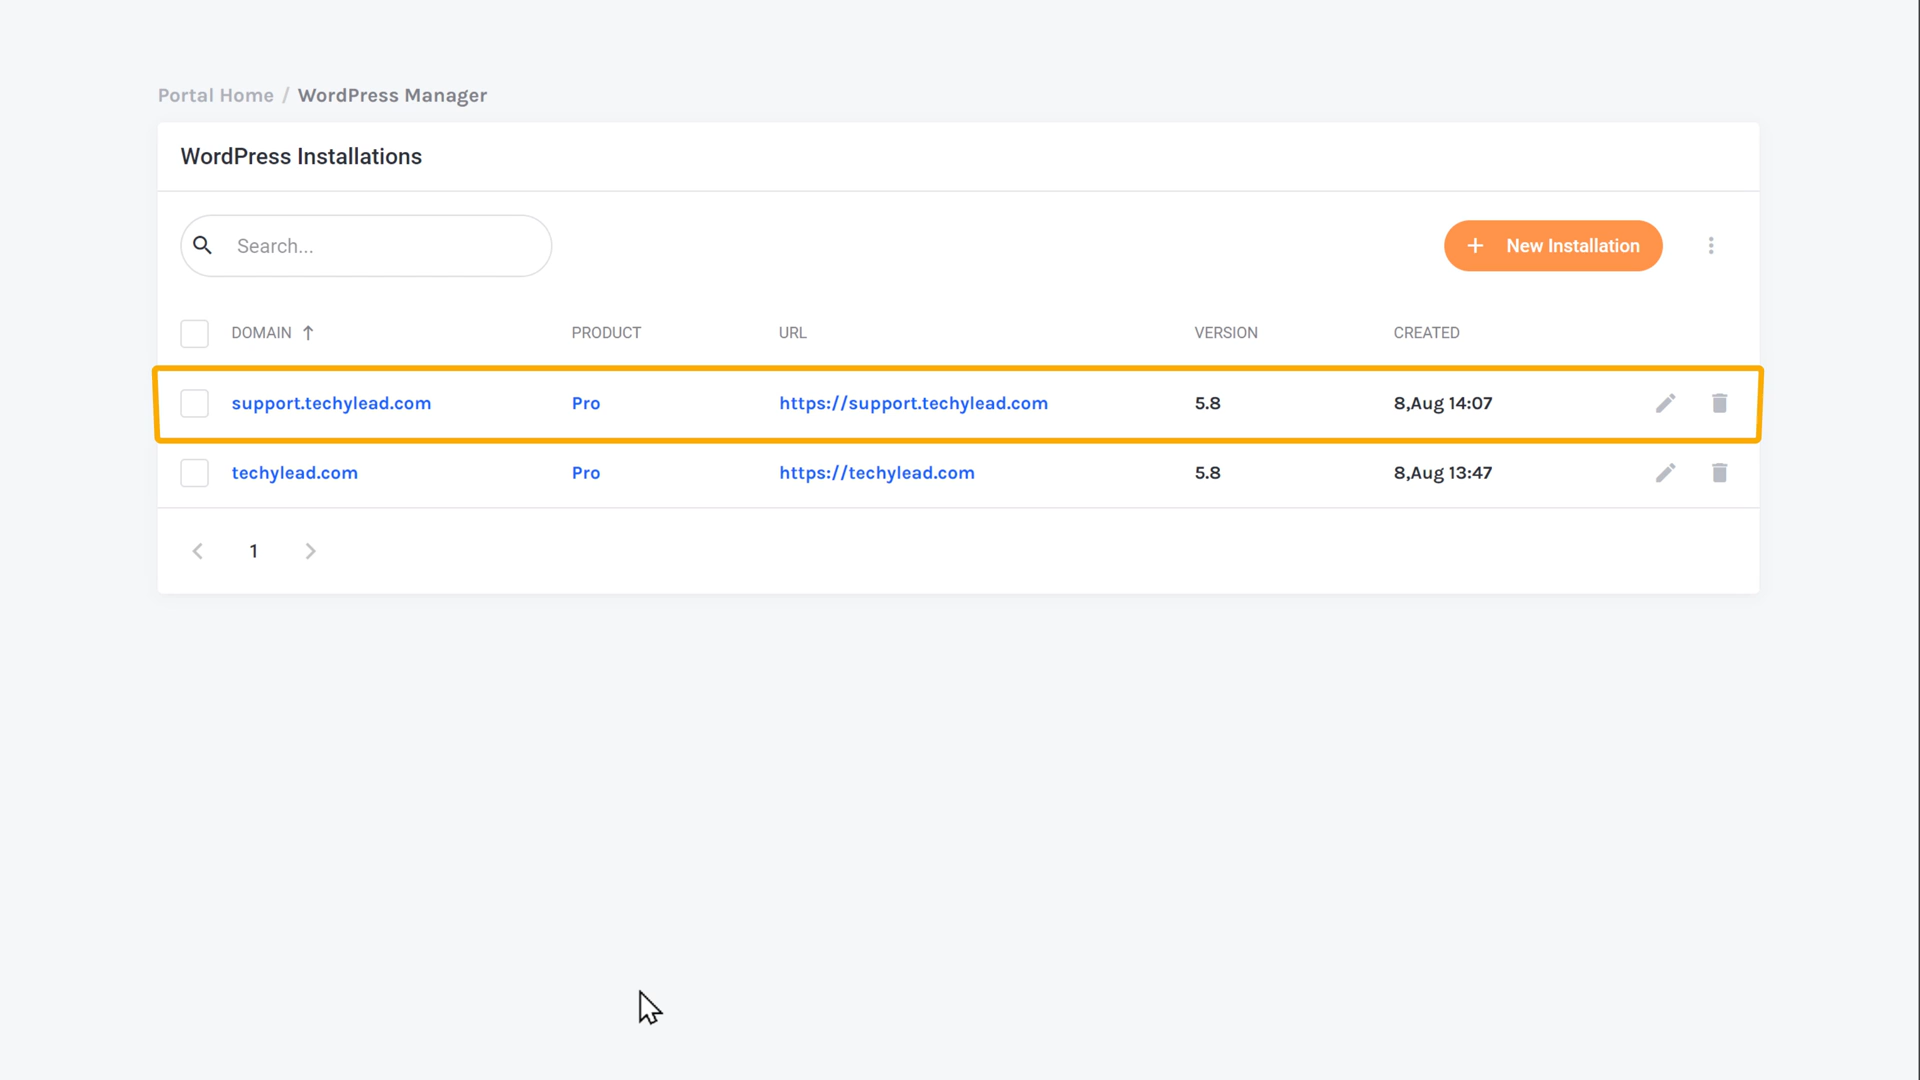 Portal Home / WordPress Manager
WordPress Installations
Search...
+ New Installation
DOMAIN ↑ PRODUCT URL VERSION CREATED
support.techylead.com Pro https://support.techylead.com 5.8 8,Aug 14:07
techylead.com Pro https://techylead.com 5.8 8,Aug 13:47
1